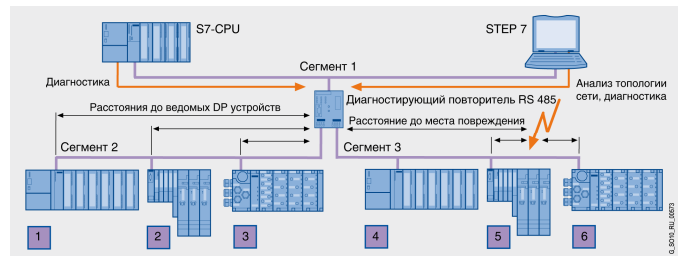 S7-CPU
STEP 7
Сегмент 1
Диагностика
Анализ топологии
сети, диагностика
Диагностирующий повторитель RS 485
Расстояния до ведомых DP устройств
Расстояние до места повреждения
Сегмент 2
Сегмент 3
1
2
3
4
5
6
G_SO10_RU_00573